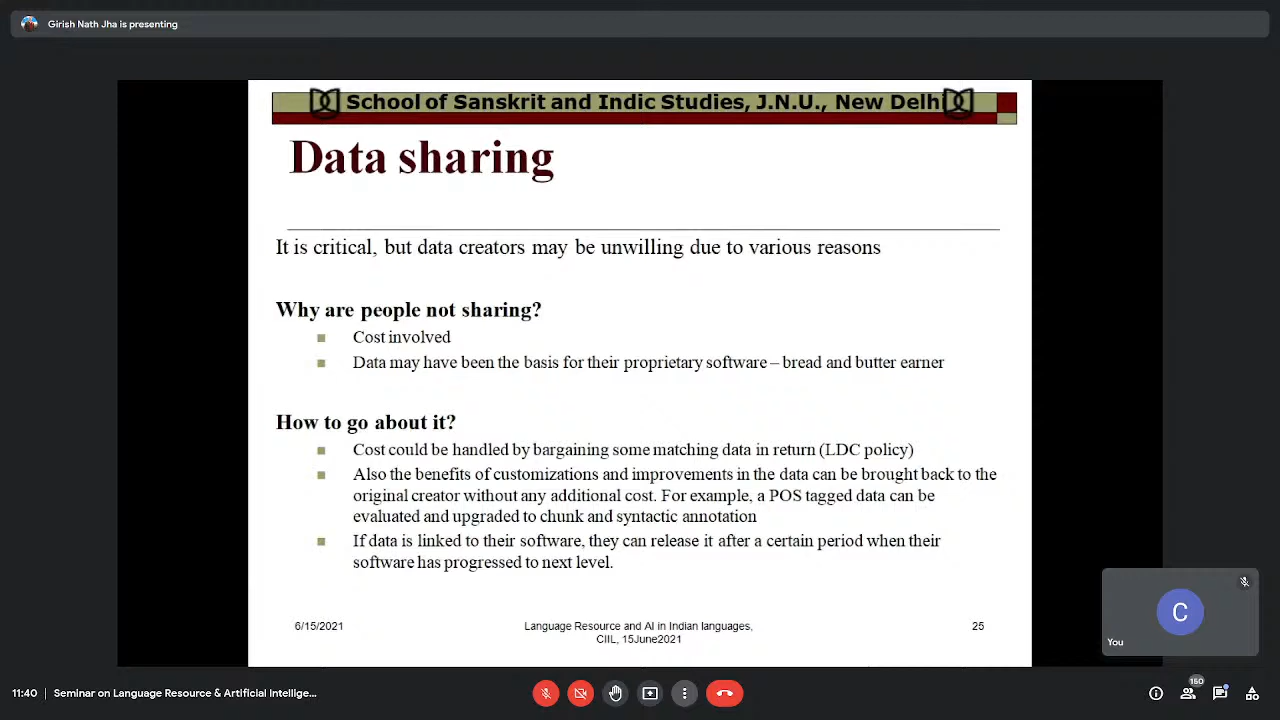 Girish Nath Jha is presenting
School of Sanskrit and Indic Studies, J.N.U., New Delhi
Data sharing
It is critical, but data creators may be unwilling due to various reasons
Why are people not sharing?
Cost involved
Data may have been the basis for their proprietary software – bread and butter earner
How to go about it?
Cost could be handled by bargaining some matching data in return (LDC policy)
Also the benefits of customizations and improvements in the data can be brought back to the
original creator without any additional cost. For example, a POS tagged data can be
evaluated and upgraded to chunk and syntactic annotation
If data is linked to their software, they can release it after a certain period when their
software has progressed to next level.
6/15/2021
Language Resource and AI in Indian languages,
CIIL, 15June2021
25
C
You
11:40 | Seminar on Language Resource & Artificial Intellige...
150